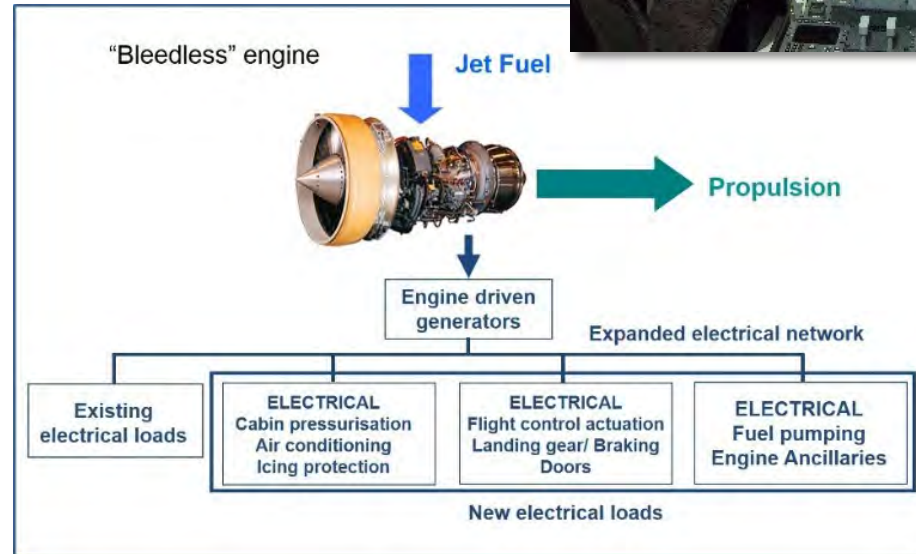 “Bleedless” engine
Jet Fuel
Propulsion
Engine driven
generators
Expanded electrical network
Existing
electrical loads
ELECTRICAL
Cabin pressurisation
Air conditioning
Icing protection
ELECTRICAL
Flight control actuation
Landing gear/ Braking
Doors
ELECTRICAL
Fuel pumping
Engine Ancillaries
New electrical loads